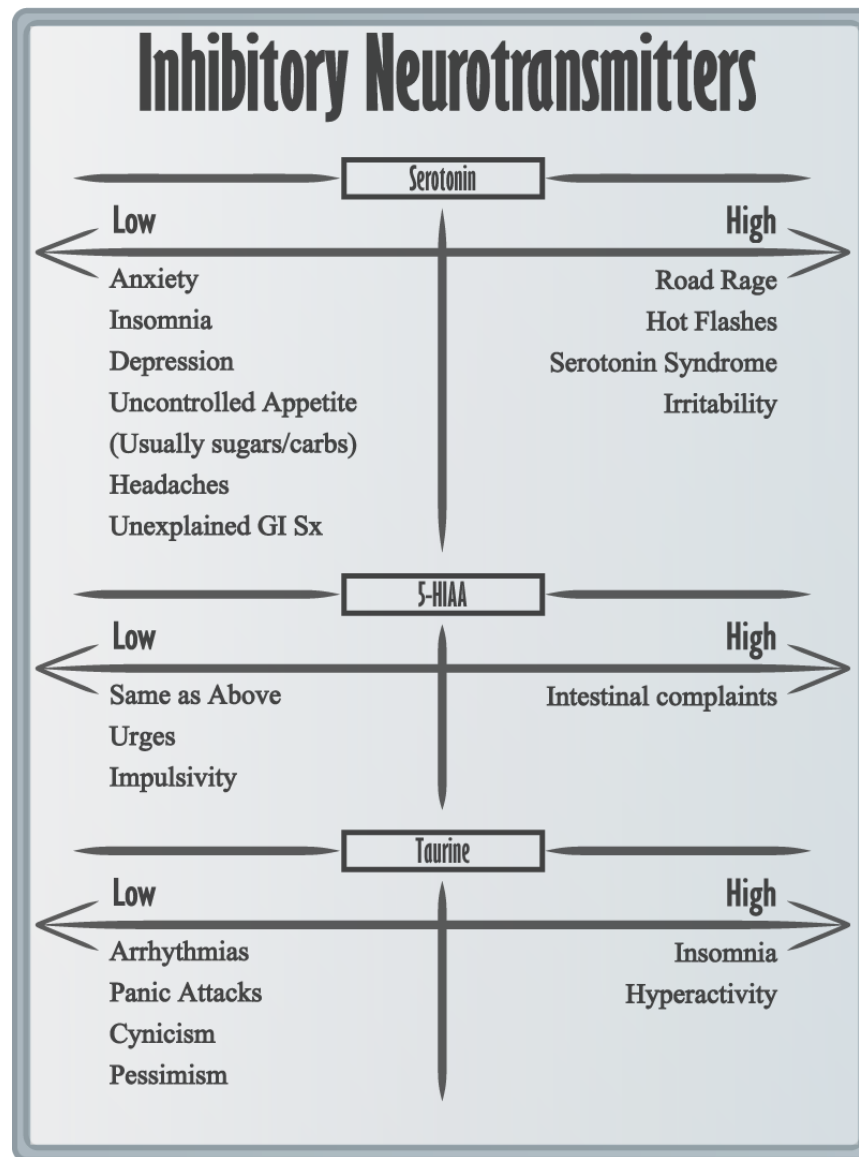 Inhibitory Neurotransmitters
Serotonin
Low
High
Anxiety
Insomnia
Depression
Uncontrolled Appetite
(Usually sugars/carbs)
Headaches
Unexplained GI Sx
Road Rage
Hot Flashes
Serotonin Syndrome
Irritability
5-HIAA
Low
High
Same as Above
Urges
Impulsivity
Intestinal complaints
Taurine
Low
High
Arrhythmias
Panic Attacks
Cynicism
Pessimism
Insomnia
Hyperactivity